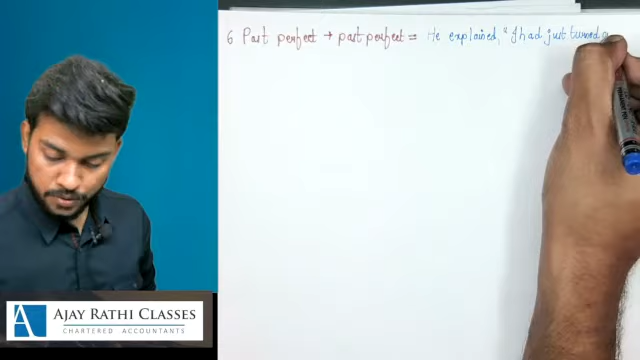 6 Past perfect → past perfect = He explained, "I had just turned
AJAY RATHI CLASSES
CHARTERED ACCOUNTANTS